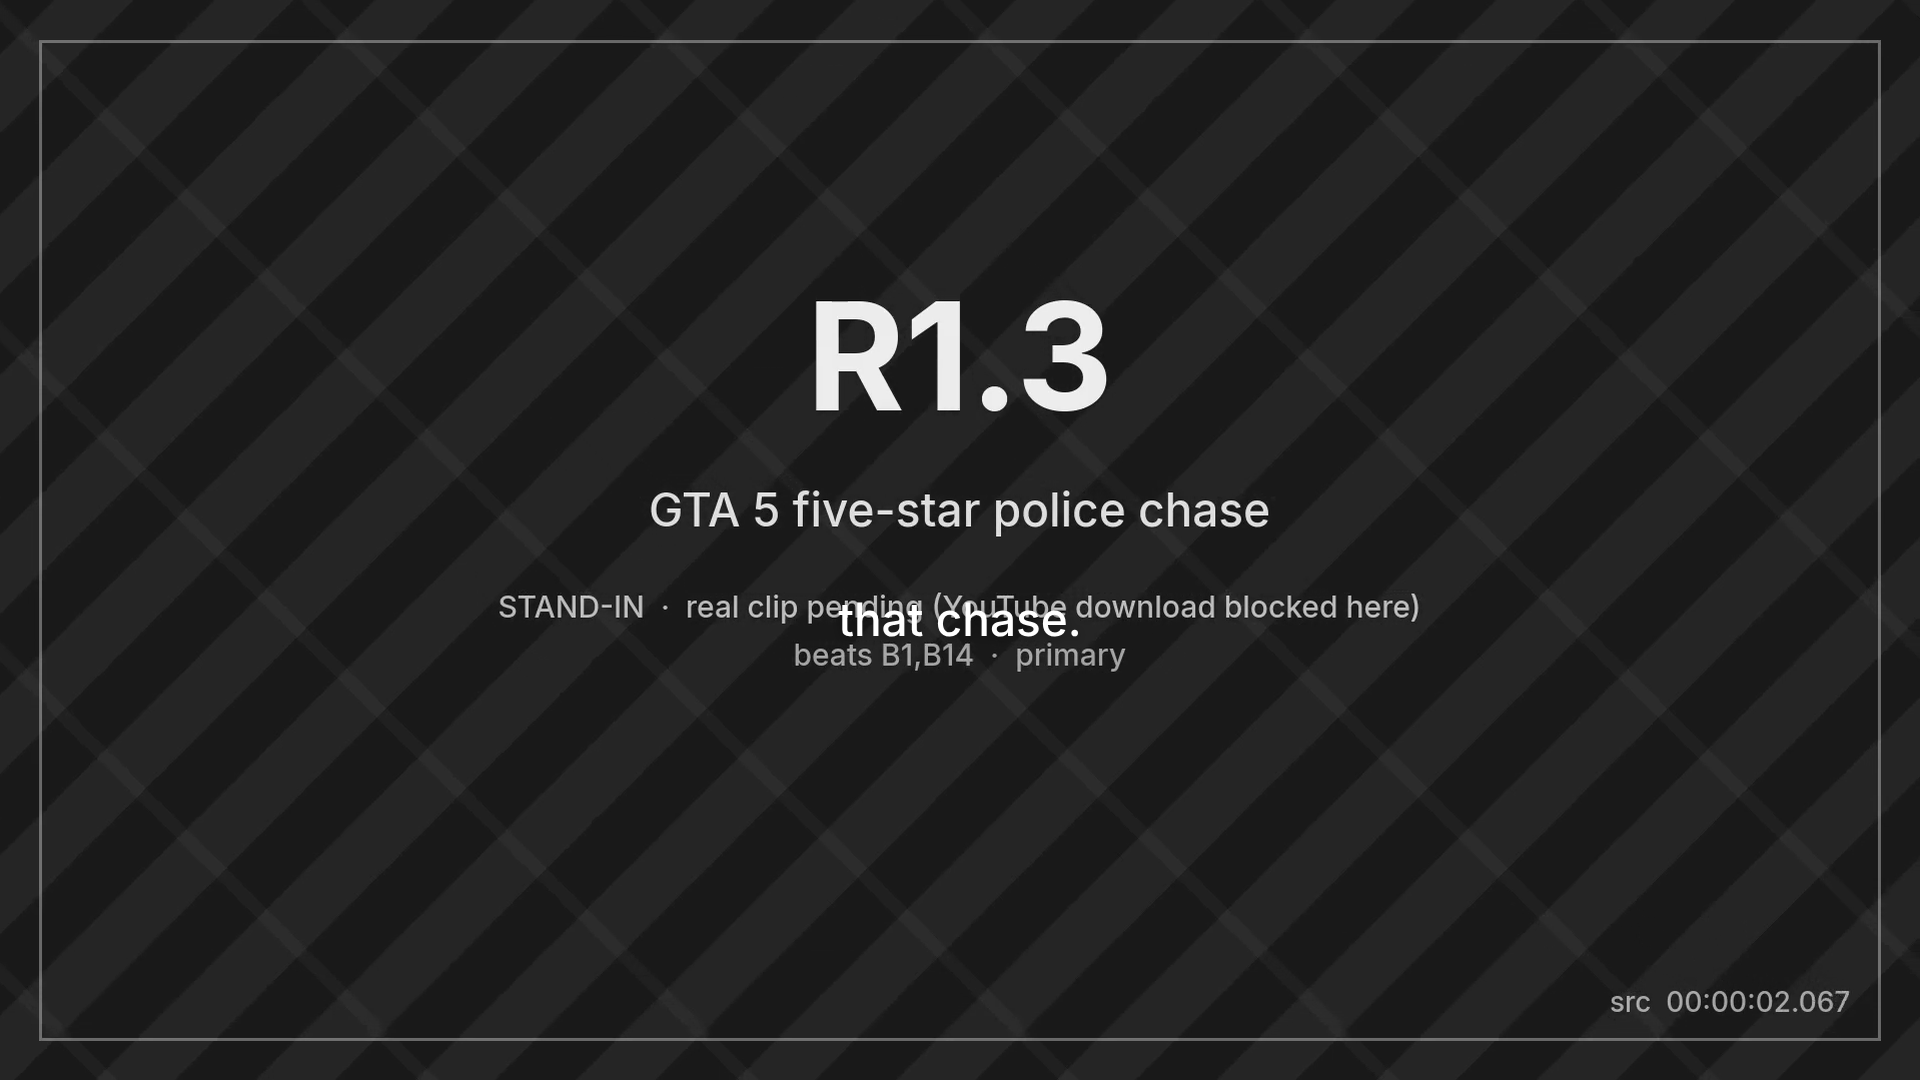 R1.3
GTA 5 five-star police chase
STAND-IN · real clip pending (YouTube download blocked here)
that chase.
beats B1,B14 · primary
src 00:00:02.067